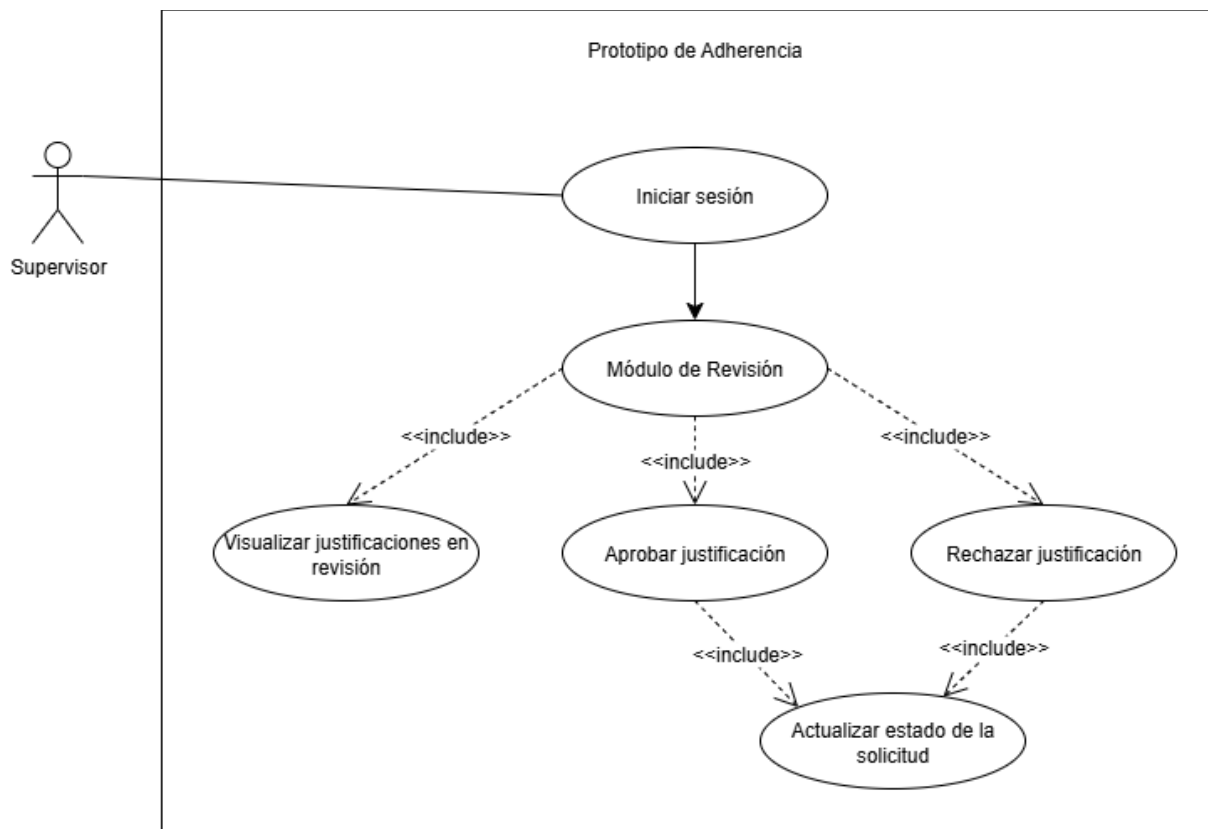 Prototipo de Adherencia
Iniciar sesión
Supervisor
Módulo de Revisión
<<include>>
<<include>>
<<include>>
Visualizar justificaciones en
revisión
Aprobar justificación
Rechazar justificación
<<include>>
<<include>>
Actualizar estado de la
solicitud